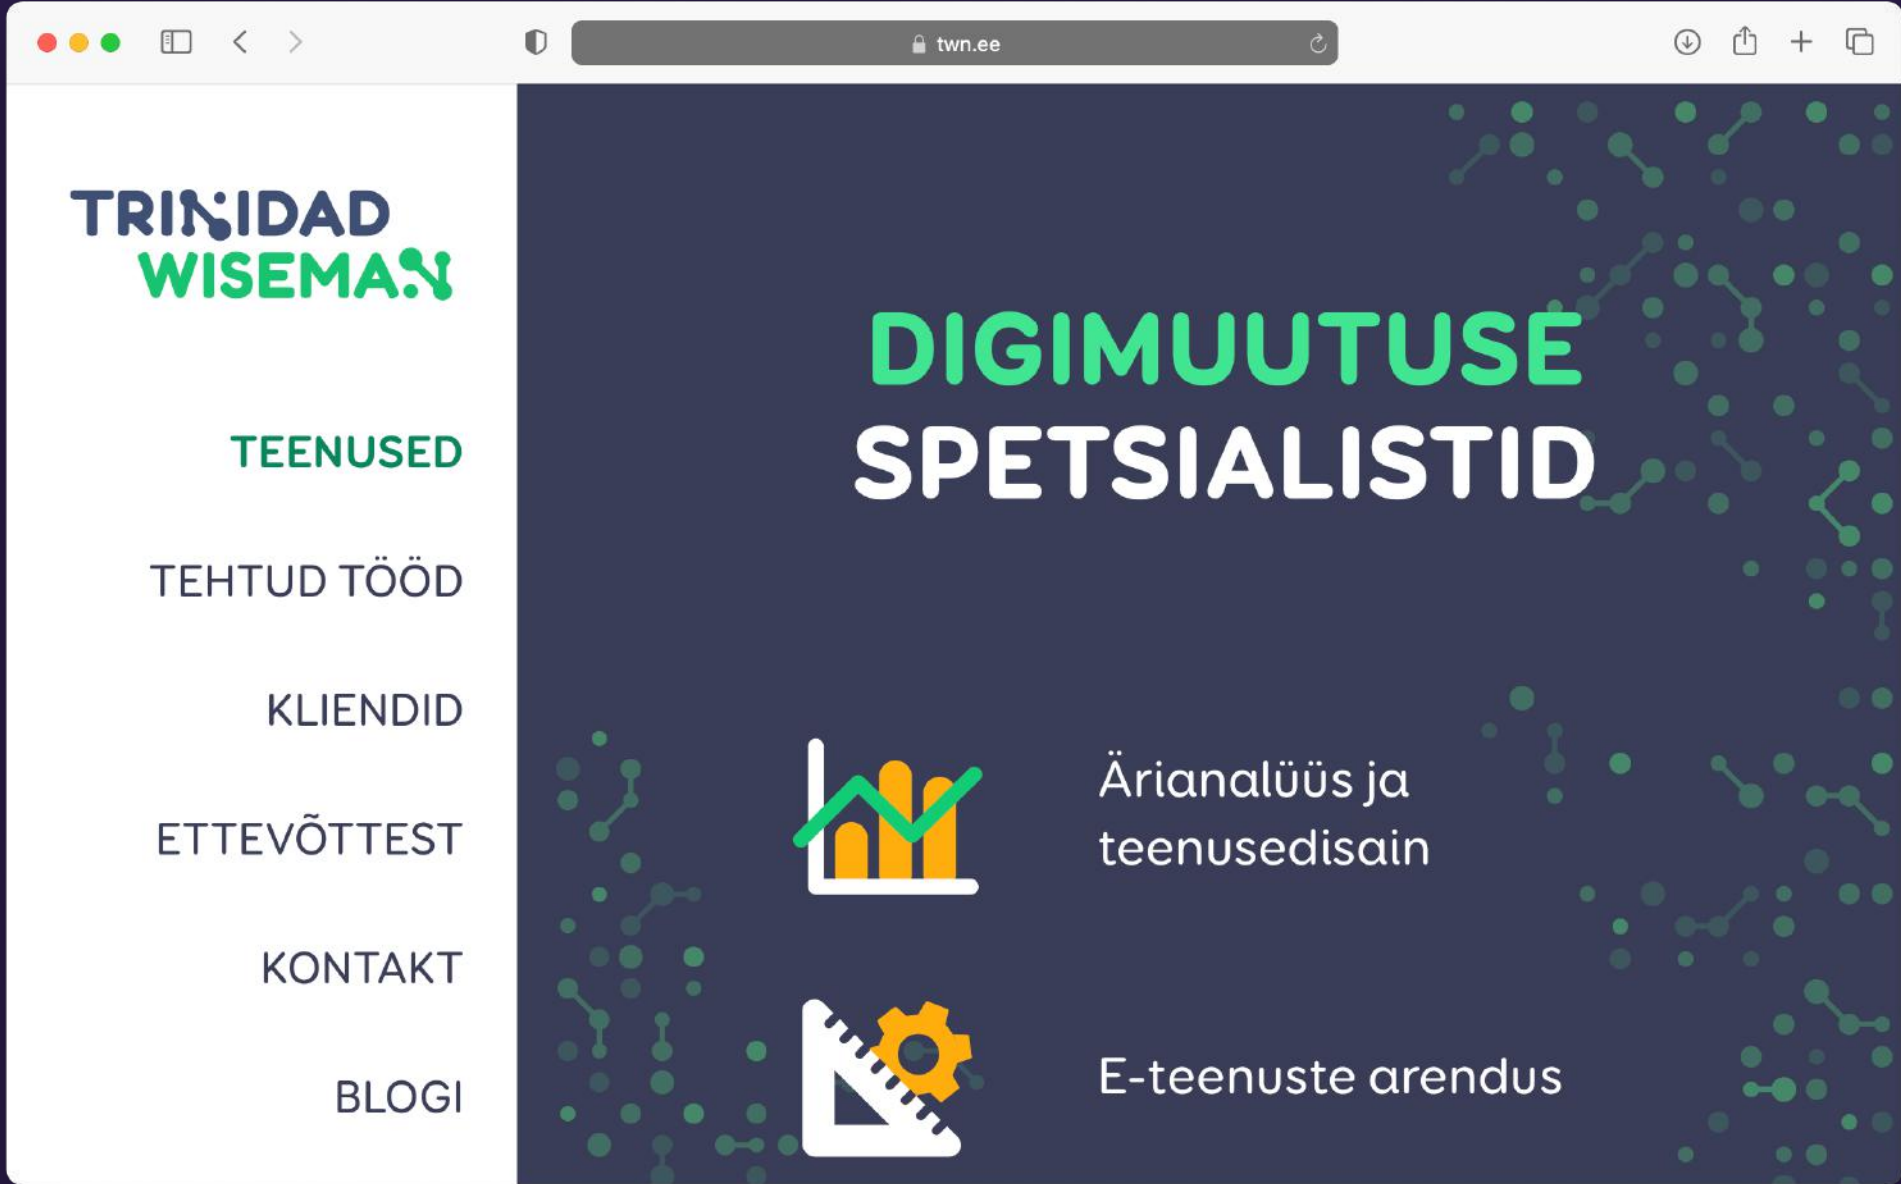 twn.ee
TRINIDAD
WISEMAN
TEENUSED
TEHTUD TÖÖD
KLIENDID
ETTEVÕTTEST
KONTAKT
BLOGI
DIGIMUUTUSE
SPETSIALISTID
Ärianalüüs ja
teenusedisain
E-teenuste arendus